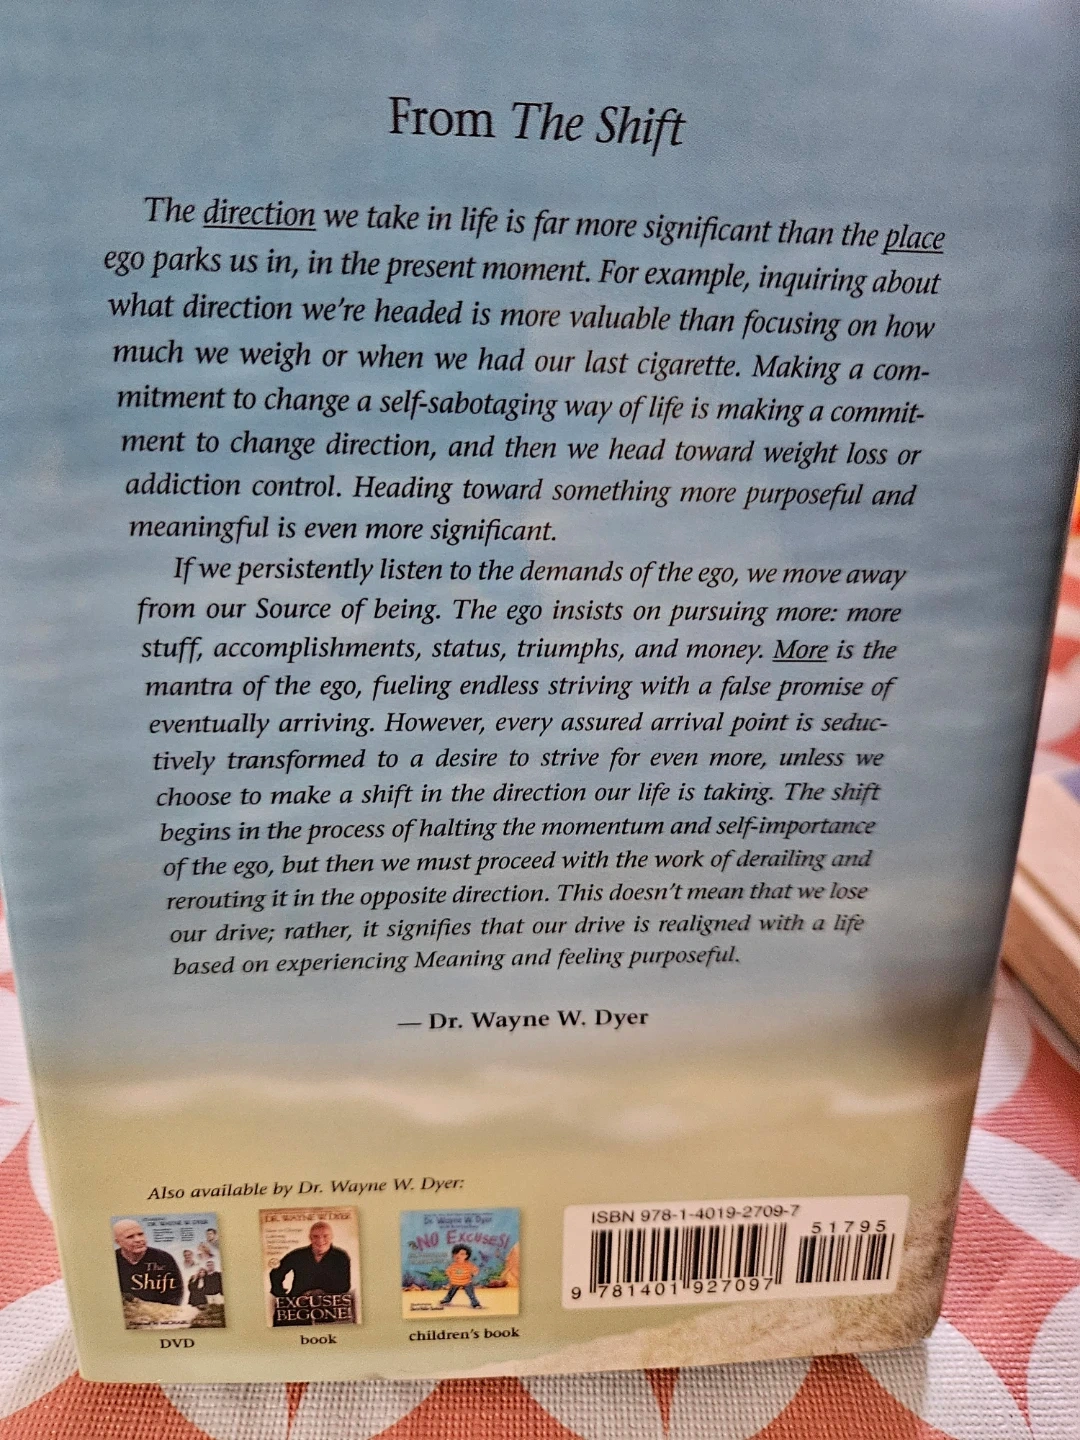 From The Shift
The direction we take in life is far more significant than the place
ego parks us in, in the present moment. For example, inquiring about
what direction we're headed is more valuable than focusing on how
much we weigh or when we had our last cigarette. Making a com-
mitment to change a self-sabotaging way of life is making a commit-
ment to change direction, and then we head toward weight loss or
addiction control. Heading toward something more purposeful and
meaningful is even more significant.
If we persistently listen to the demands of the ego, we move away
from our Source of being. The ego insists on pursuing more: more
stuff, accomplishments, status, triumphs, and money. More is the
mantra of the ego, fueling endless striving with a false promise of
eventually arriving. However, every assured arrival point is seduc-
tively transformed to a desire to strive for even more, unless we
choose to make a shift in the direction our life is taking. The shift
begins in the process of halting the momentum and self-importance
of the ego, but then we must proceed with the work of derailing and
rerouting it in the opposite direction. This doesn't mean that we lose
our drive; rather, it signifies that our drive is realigned with a life
based on experiencing Meaning and feeling purposeful.
— Dr. Wayne W. Dyer
Also available by Dr. Wayne W. Dyer:
DR. WAYNE W. DYER
The
Shift
DVD
DR. WAYNE W. DYER
EXCUSES
BEGONE!
book
Dr. Wayne W. Dyer
NO EXCUSES!
children's book
ISBN 978-1-4019-2709-7
51795
9 781401 927097